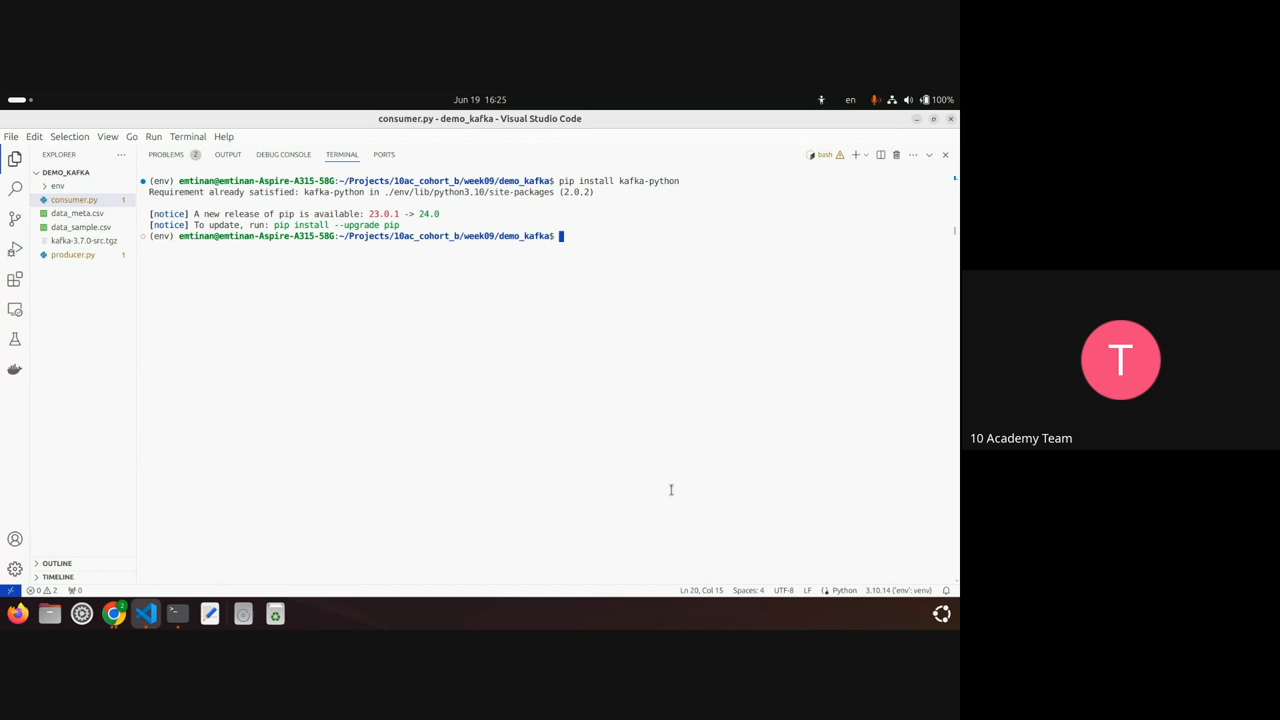 Jun 19 16:25
en
100%
consumer.py - demo_kafka - Visual Studio Code
File Edit Selection View Go Run Terminal Help
EXPLORER
PROBLEMS 2 OUTPUT DEBUG CONSOLE TERMINAL PORTS
bash
DEMO_KAFKA
env
consumer.py 1
data_meta.csv
data_sample.csv
kafka-3.7.0-src.tgz
producer.py 1
(env) emtinan@emtinan-Aspire-A315-58G:~/Projects/10ac_cohort_b/week09/demo_kafka$ pip install kafka-python
Requirement already satisfied: kafka-python in ./env/lib/python3.10/site-packages (2.0.2)
[notice] A new release of pip is available: 23.0.1 -> 24.0
[notice] To update, run: pip install --upgrade pip
(env) emtinan@emtinan-Aspire-A315-58G:~/Projects/10ac_cohort_b/week09/demo_kafka$
OUTLINE
TIMELINE
0 2 0
Ln 20, Col 15 Spaces: 4 UTF-8 LF Python 3.10.14 ('env': venv)
2
T
10 Academy Team